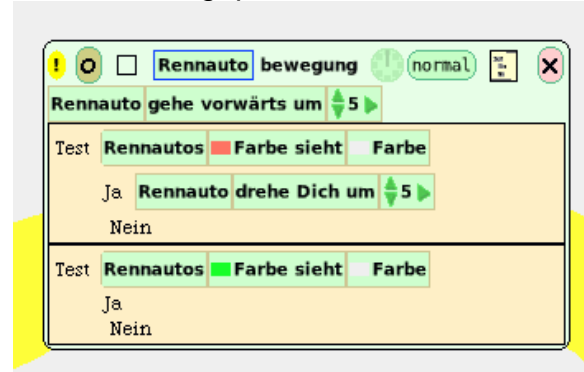 ! Rennauto bewegung normal
Rennauto gehe vorwärts um 5
Test Rennautos Farbe sieht Farbe
Ja Rennauto drehe Dich um 5
Nein
Test Rennautos Farbe sieht Farbe
Ja
Nein